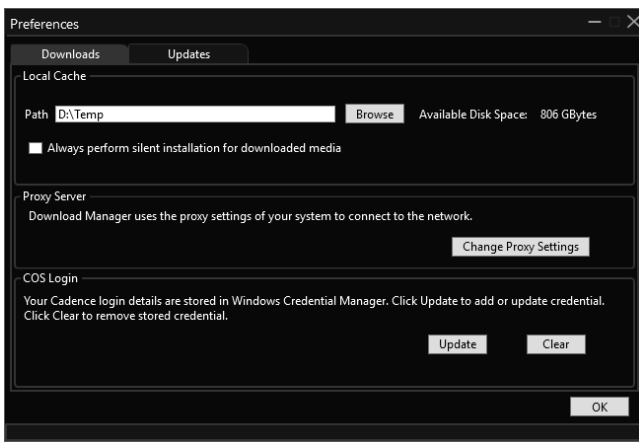 Preferences
Downloads Updates
Local Cache
Path D:\Temp Browse Available Disk Space: 806 GBytes
Always perform silent installation for downloaded media
Proxy Server
Download Manager uses the proxy settings of your system to connect to the network.
Change Proxy Settings
COS Login
Your Cadence login details are stored in Windows Credential Manager. Click Update to add or update credential.
Click Clear to remove stored credential.
Update Clear
OK